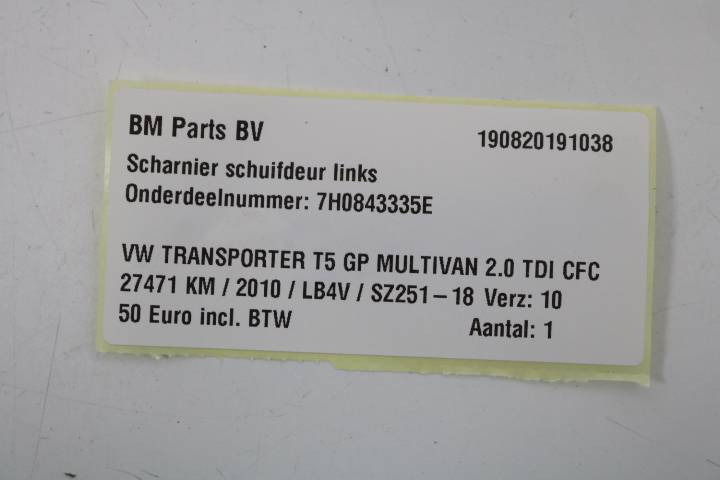 BM Parts BV 190820191038
Scharnier schuifdeur links
Onderdeelnummer: 7H0843335E
VW TRANSPORTER T5 GP MULTIVAN 2.0 TDI CFC
27471 KM / 2010 / LB4V / SZ251-18 Verz: 10
50 Euro incl. BTW Aantal: 1